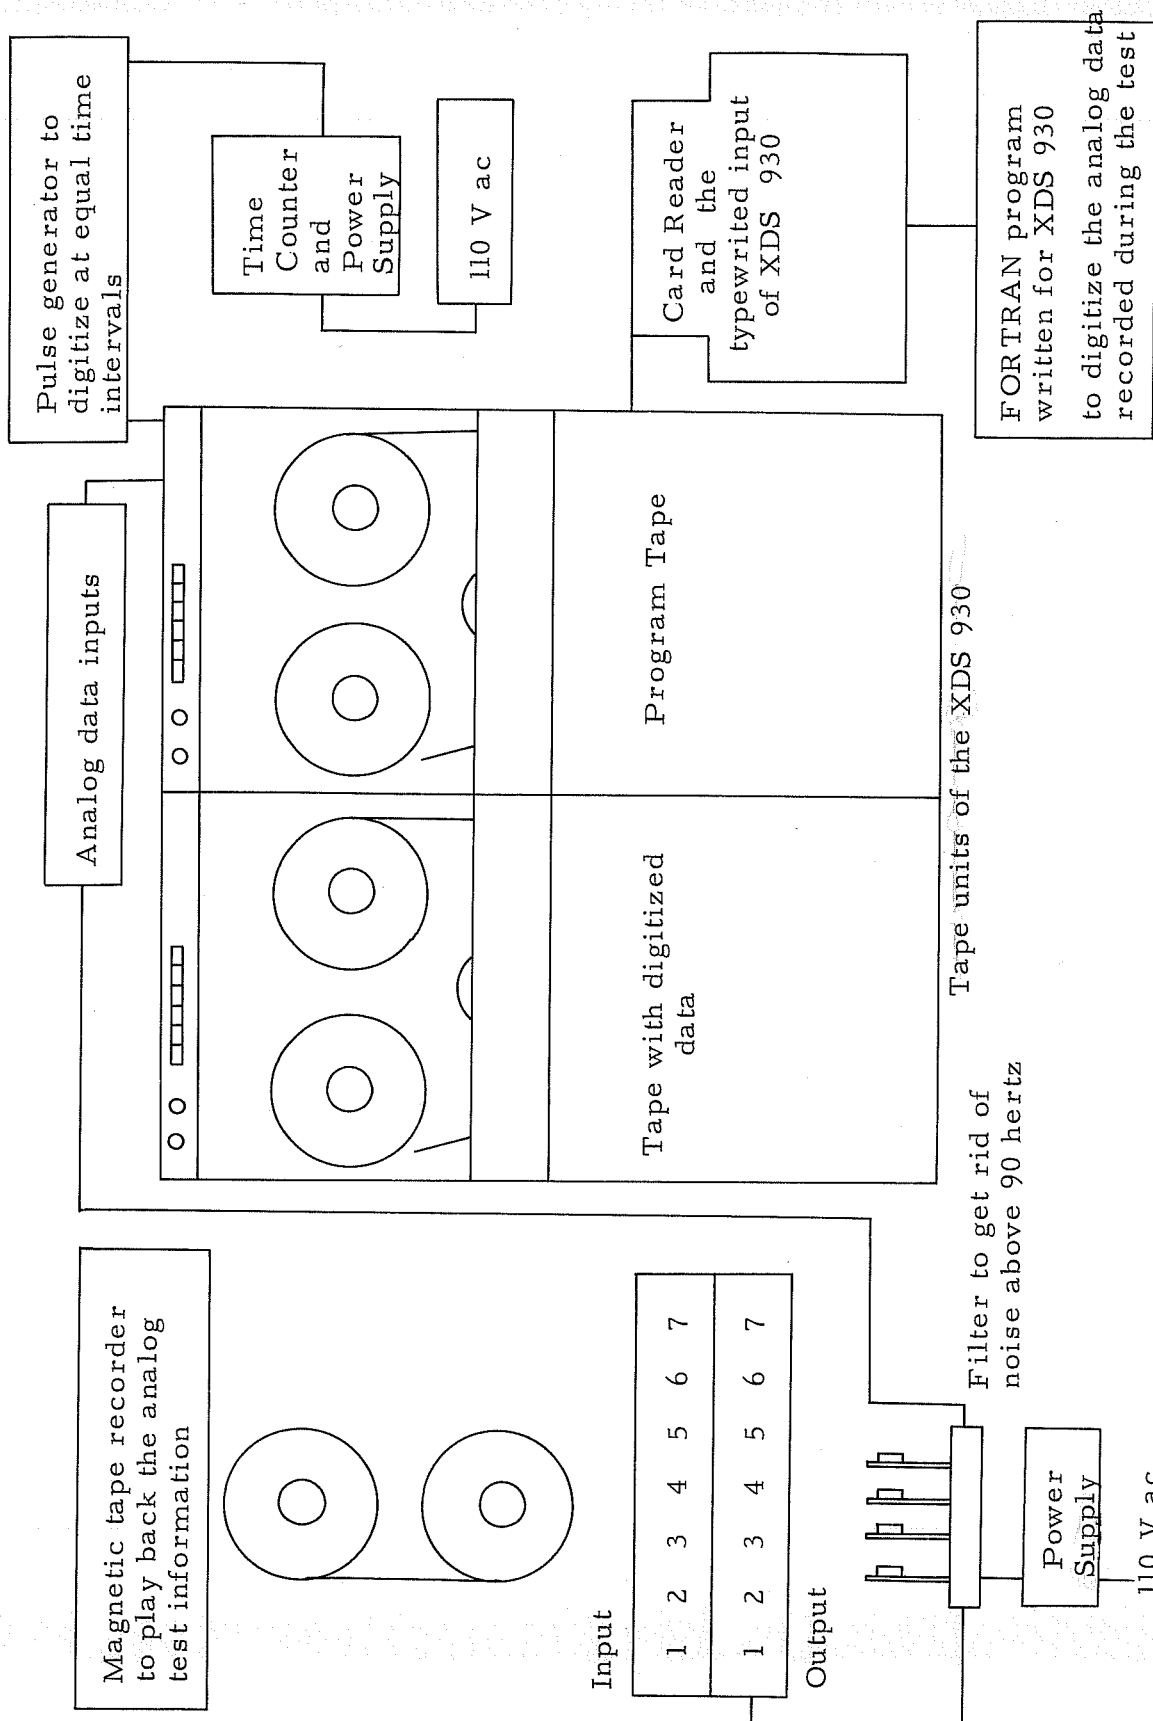 Magnetic tape recorder
to play back the analog
test information
Input
1 2 3 4 5 6 7
1 2 3 4 5 6 7
Output
Filter to get rid of
noise above 90 hertz
Power
Supply
110 V ac
Analog data inputs
Tape with digitized
data
Program Tape
Tape units of the XDS 930
Pulse generator to
digitize at equal time
intervals
Time
Counter
and
Power
Supply
110 V ac
Card Reader
and the
typewrited input
of XDS 930
FORTRAN program
written for XDS 930
to digitize the analog data
recorded during the test